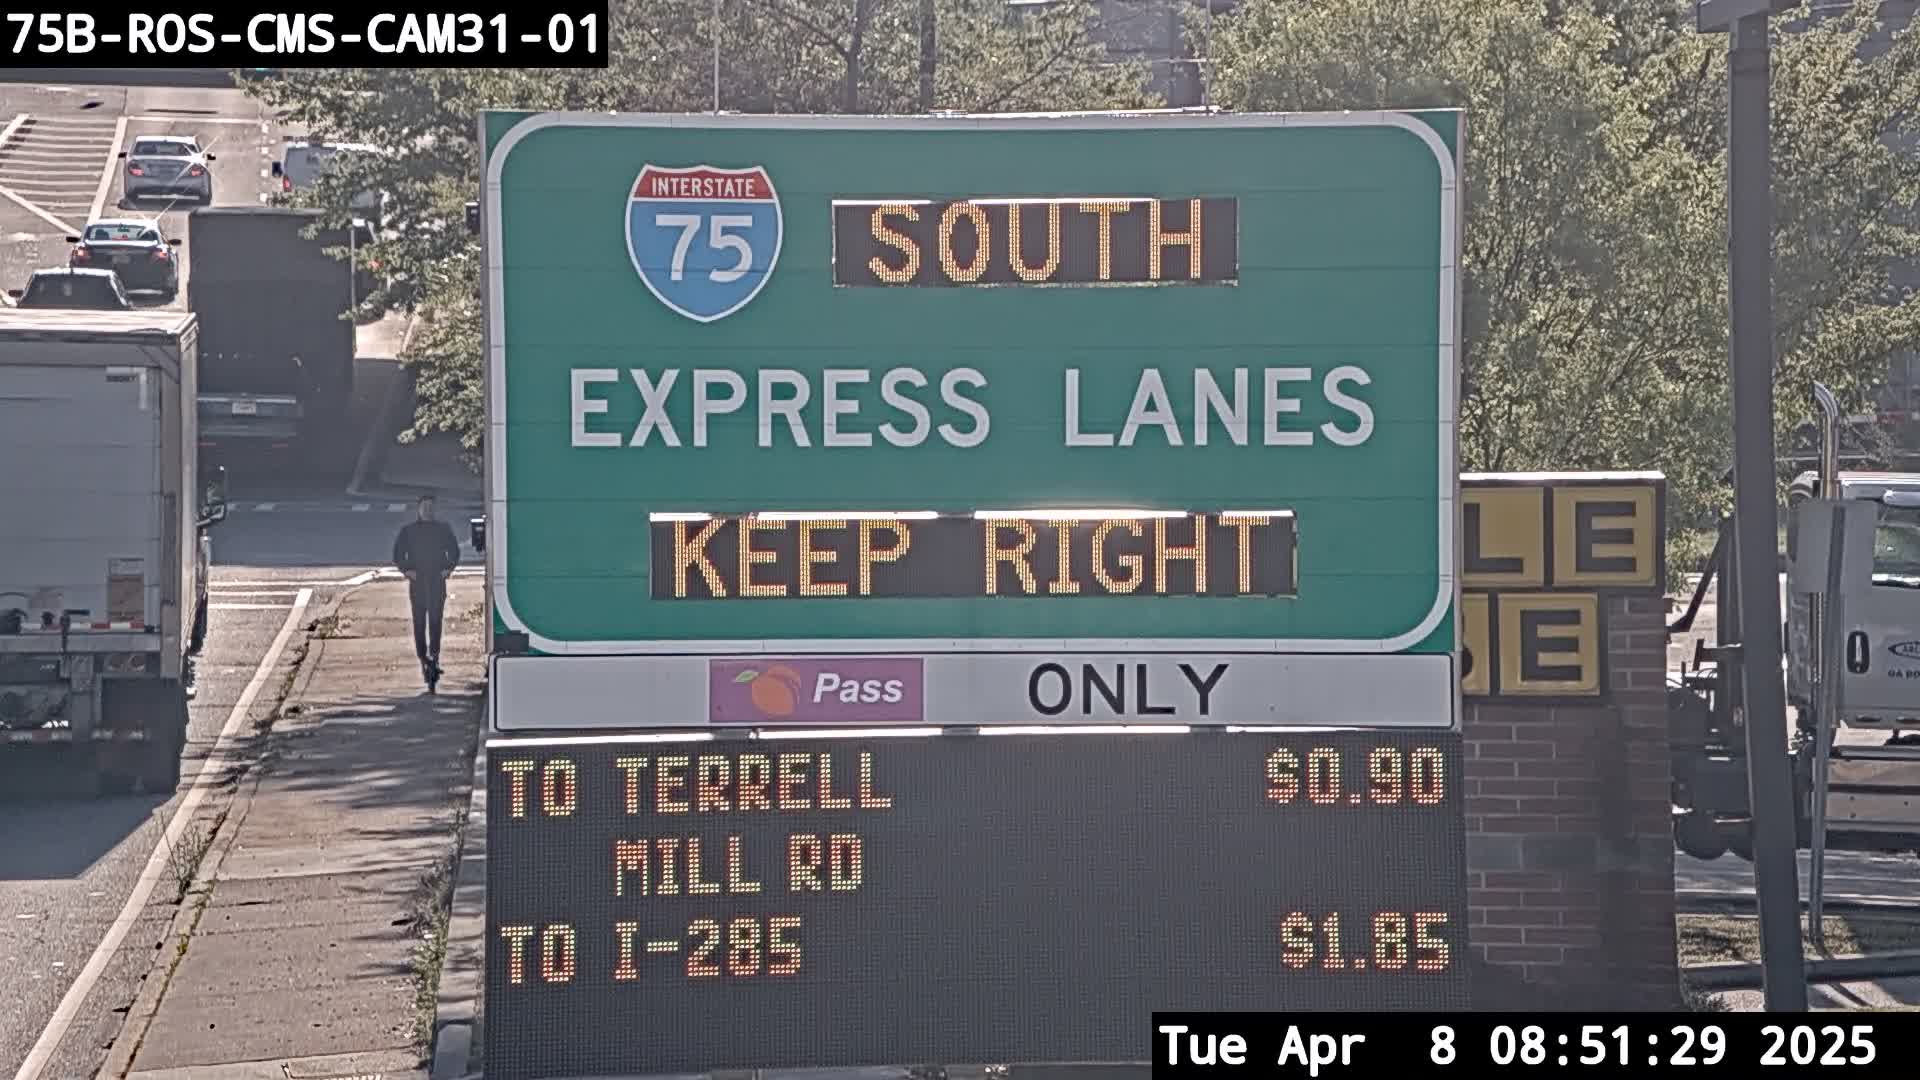 75B-ROS-CMS-CAM31-01
INTERSTATE
75
SOUTH
EXPRESS LANES
KEEP RIGHT
Pass ONLY
TO TERRELL $0.90
MILL RD
TO I-285 $1.85
LE
E
Tue Apr 8 08:51:29 2025